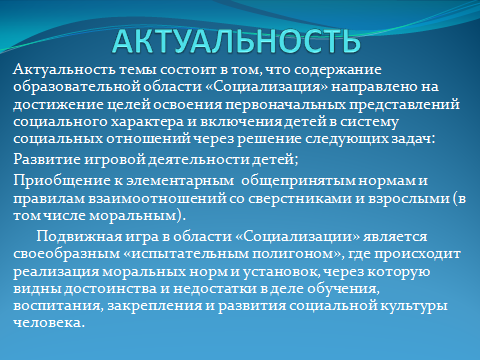 АКТУАЛЬНОСТЬ
Актуальность темы состоит в том, что содержание
образовательной области «Социализация» направлено на
достижение целей освоения первоначальных представлений
социального характера и включения детей в систему
социальных отношений через решение следующих задач:
Развитие игровой деятельности детей;
Приобщение к элементарным общепринятым нормам и
правилам взаимоотношений со сверстниками и взрослыми (в
том числе моральным).
Подвижная игра в области «Социализации» является
своеобразным «испытательным полигоном», где происходит
реализация моральных норм и установок, через которую
видны достоинства и недостатки в деле обучения,
воспитания, закрепления и развития социальной культуры
человека.